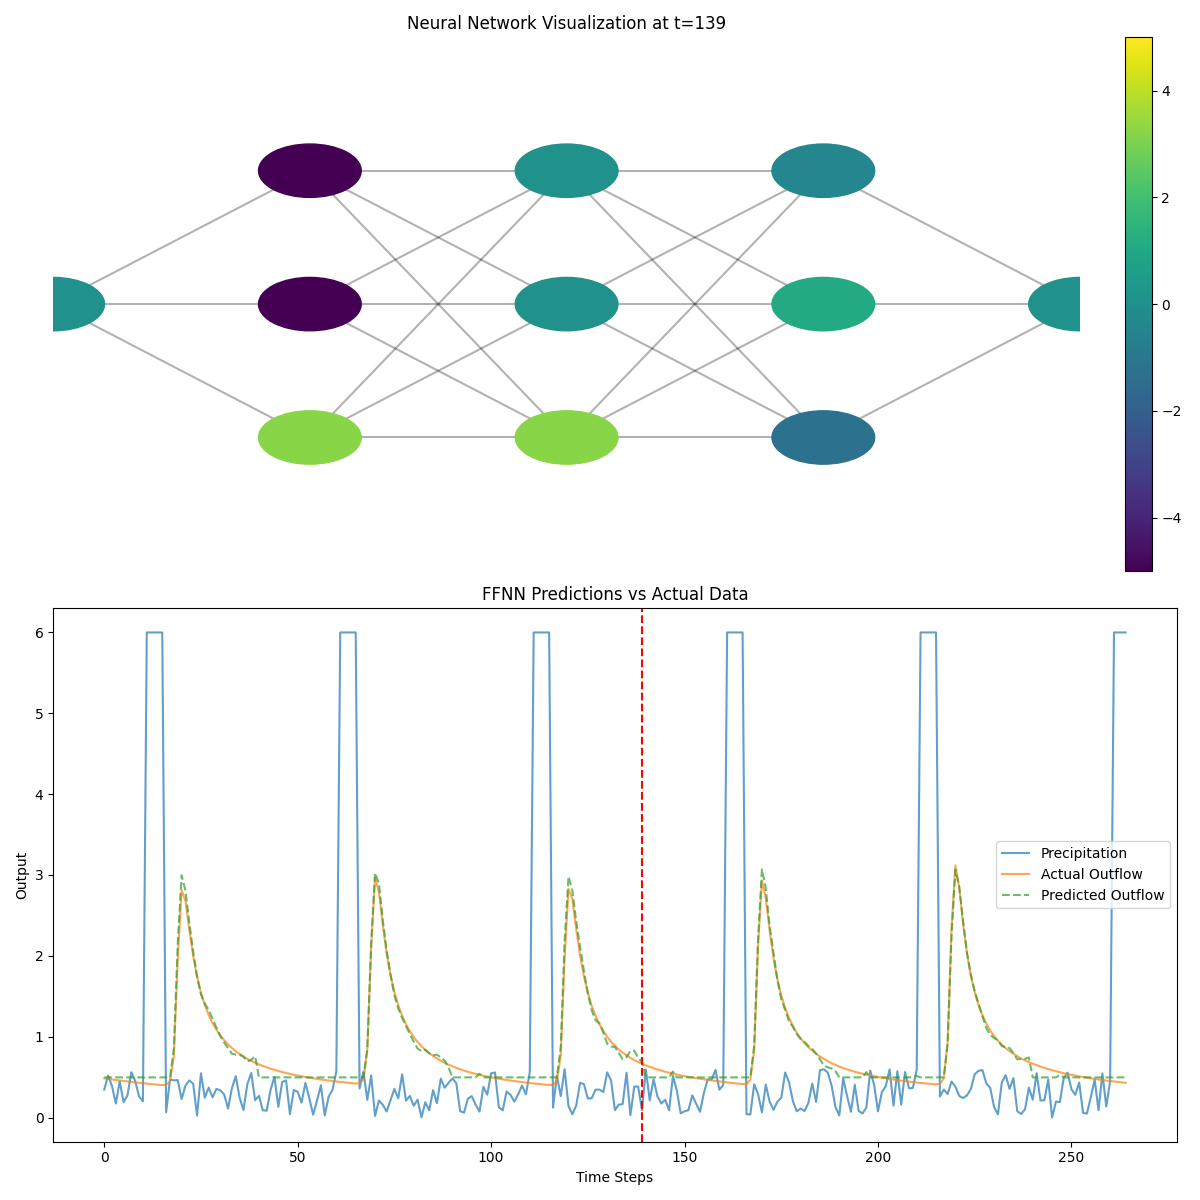 Neural Network Visualization at t=139
4
2
0
−2
−4
FFNN Predictions vs Actual Data
6
5
4
3
2
1
0
Output
Precipitation
Actual Outflow
Predicted Outflow
0 50 100 150 200 250
Time Steps